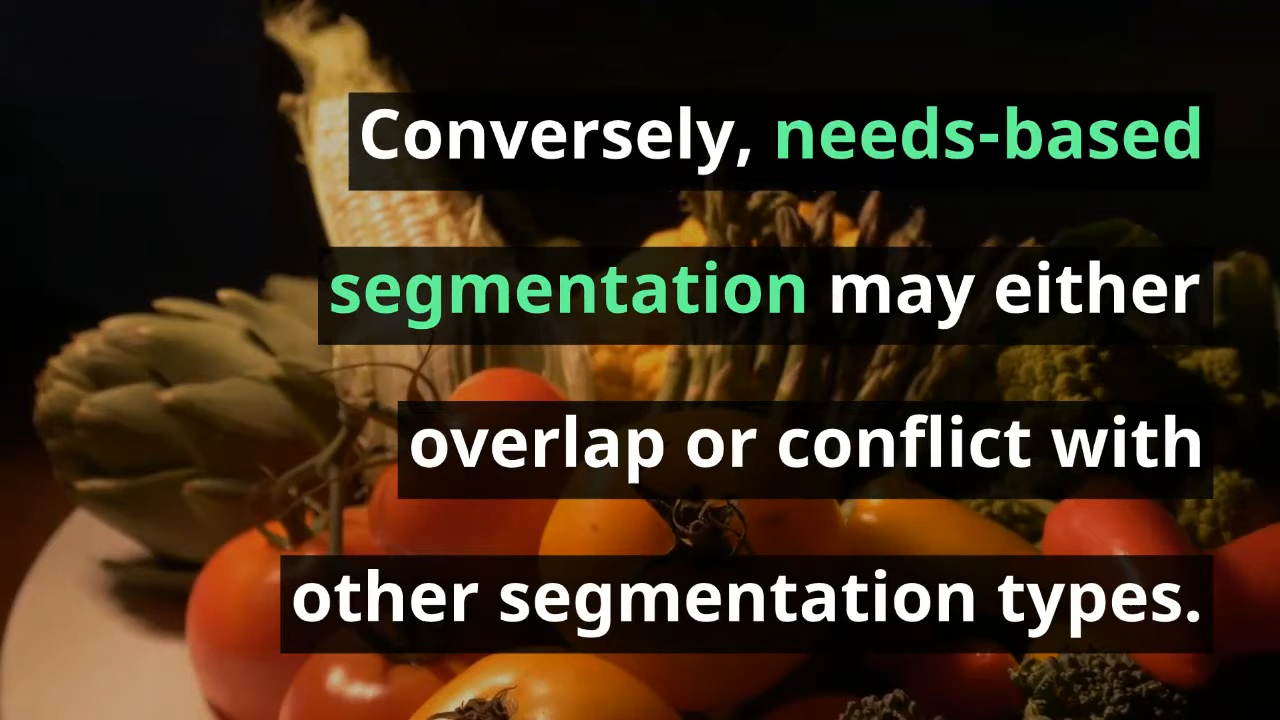 Conversely, needs-based
segmentation may either
overlap or conflict with
other segmentation types.